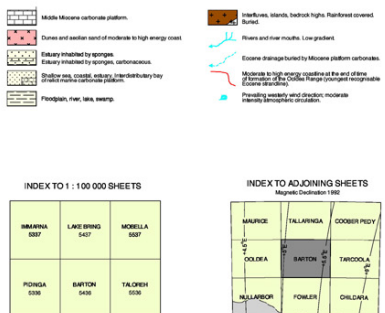 Middle Miocene carbonate platform.
Dunes and aeolian sand of moderate to high energy coast.
Estuary inhabited by sponges.
Estuary inhabited by sponges, carbonaceous.
Shallow sea, coastal, estuary. Interdistributary bay
of relict marine carbonate platform.
Floodplain, river, lake, swamp.
Interfluves, islands, bedrock highs. Rainforest covered.
Buried.
Rivers and river mouths. Low gradient.
Eocene drainage buried by Miocene platform carbonates.
Moderate to high energy coastline at the end of time
of formation of the Ooldea Range (youngest recognisable
Eocene strandline).
Prevailing westerly wind direction; moderate
intensity atmospheric circulation.
INDEX TO 1 : 100 000 SHEETS
IMMARNA
5337
LAKE BRING
5437
MOBELLA
5537
PIDINGA
5336
BARTON
5436
TALOREH
5536
INDEX TO ADJOINING SHEETS
Magnetic Declination 1992
MAURICE
TALLARINGA
COOBER PEDY
OOLDEA
BARTON
TARCOOLA
NULLARBOR
FOWLER
CHILDARA